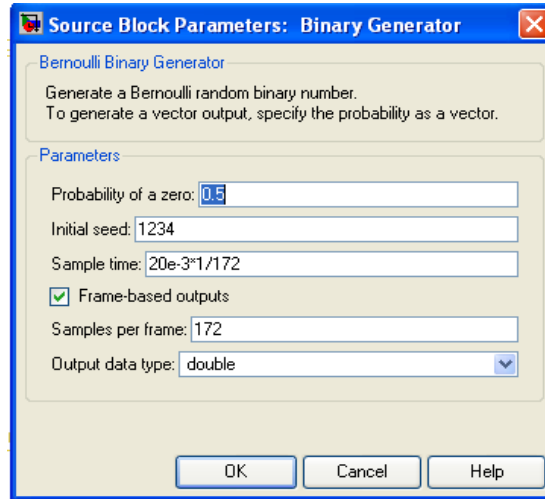 Source Block Parameters: Binary Generator
Bernoulli Binary Generator
Generate a Bernoulli random binary number.
To generate a vector output, specify the probability as a vector.
Parameters
Probability of a zero: 0.5
Initial seed: 1234
Sample time: 20e-3*1/172
Frame-based outputs
Samples per frame: 172
Output data type: double
OK Cancel Help